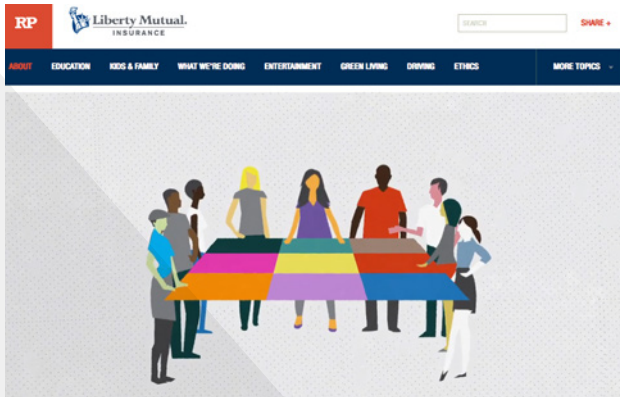 RP
Liberty Mutual.
INSURANCE
SEARCH
SHARE +
ABOUT EDUCATION KIDS & FAMILY WHAT WE'RE DOING ENTERTAINMENT GREEN LIVING DRIVING ETHICS MORE TOPICS